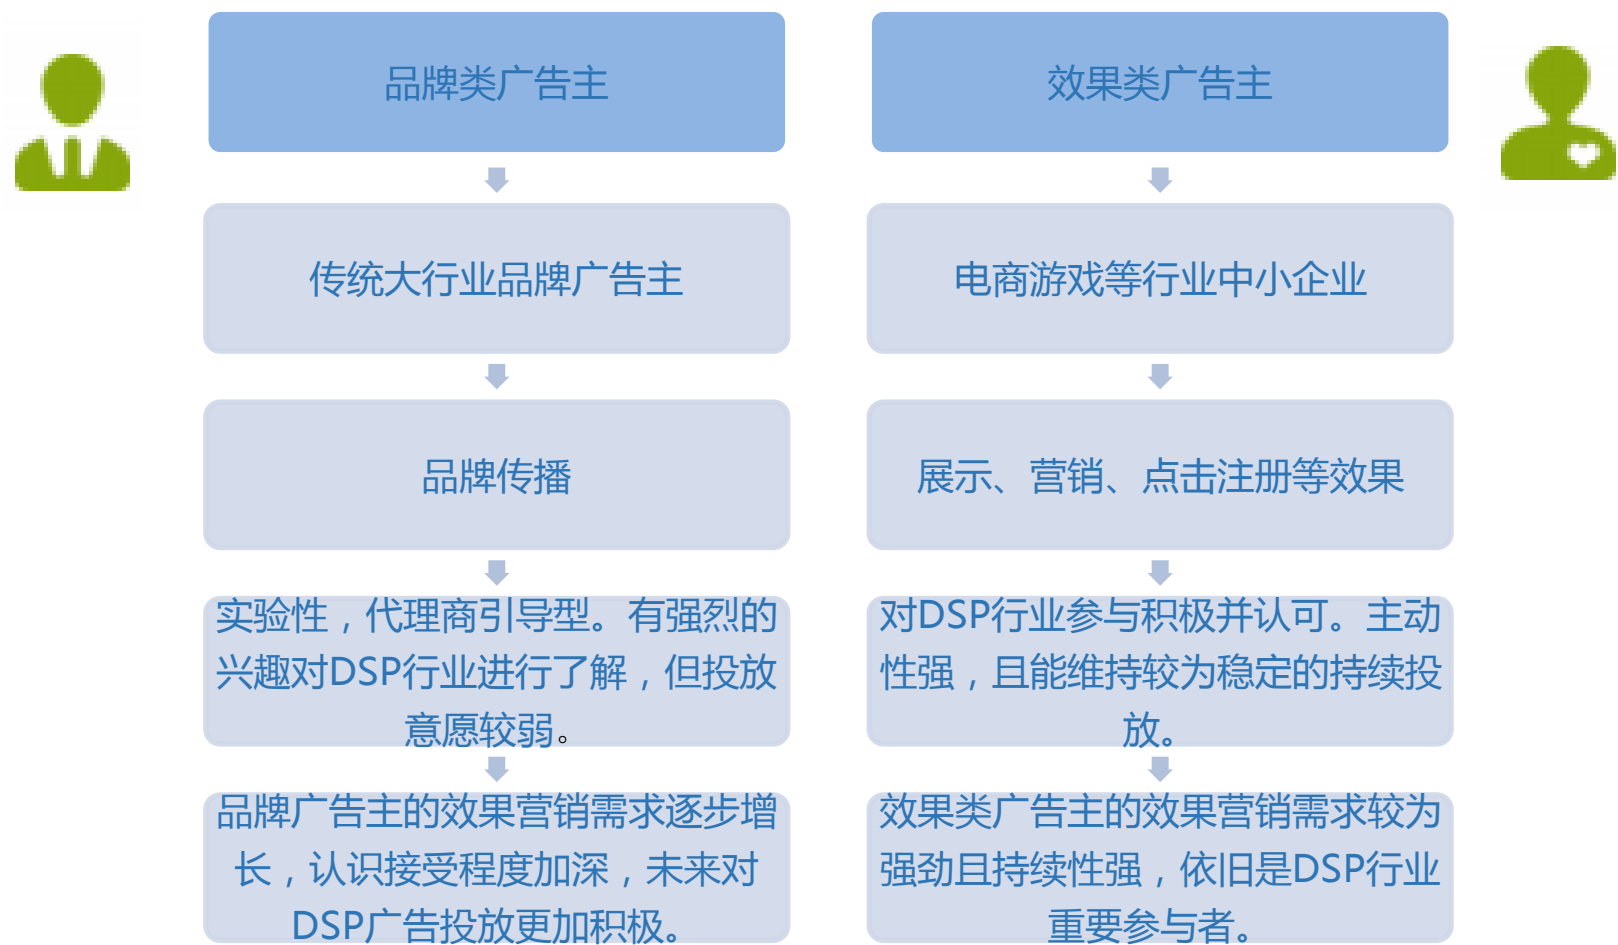 品牌类广告主
传统大行业品牌广告主
品牌传播
实验性，代理商引导型。有强烈的
兴趣对DSP行业进行了解，但投放
意愿较弱。
品牌广告主的效果营销需求逐步增
长，认识接受程度加深，未来对
DSP广告投放更加积极。
效果类广告主
电商游戏等行业中小企业
展示、营销、点击注册等效果
对DSP行业参与积极并认可。主动
性强，且能维持较为稳定的持续投
放。
效果类广告主的效果营销需求较为
强劲且持续性强，依旧是DSP行业
重要参与者。